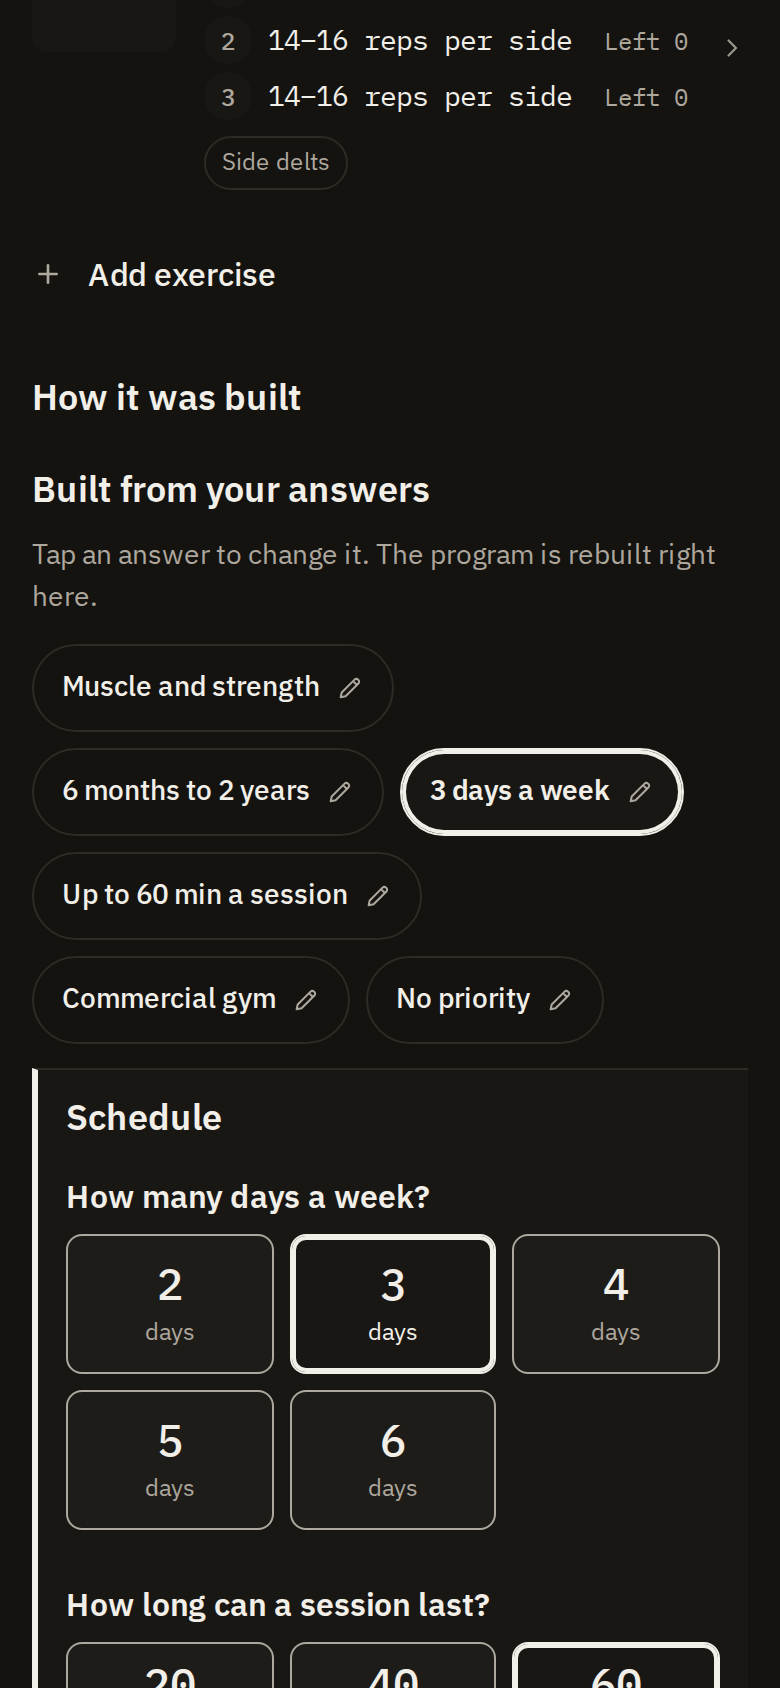 2 14–16 reps per side Left 0
3 14–16 reps per side Left 0
Side delts
Add exercise
How it was built
Built from your answers
Tap an answer to change it. The program is rebuilt right
here.
Muscle and strength
6 months to 2 years 3 days a week
Up to 60 min a session
Commercial gym No priority
Schedule
How many days a week?
2 3 4
days days days
5 6
days days
How long can a session last?
20 40 60